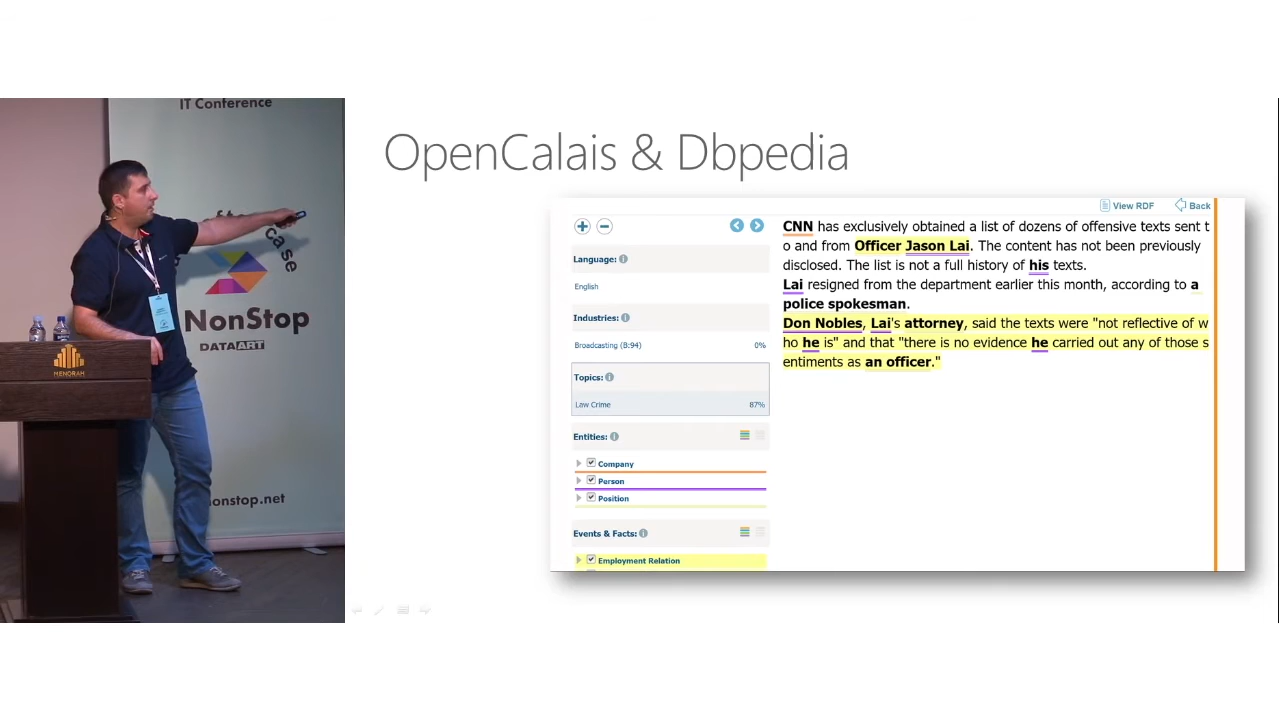 IT Conference
case
NonStop
DATAART
MENORAH
nonstop.net
OpenCalais & Dbpedia
View RDF
Back
Language:
English
Industries:
Broadcasting (B:94) 0%
Topics:
Law Crime 87%
Entities:
Company
Person
Position
Events & Facts:
Employment Relation
CNN has exclusively obtained a list of dozens of offensive texts sent t
o and from Officer Jason Lai. The content has not been previously
disclosed. The list is not a full history of his texts.
Lai resigned from the department earlier this month, according to a
police spokesman.
Don Nobles, Lai's attorney, said the texts were "not reflective of w
ho he is" and that "there is no evidence he carried out any of those s
entiments as an officer."